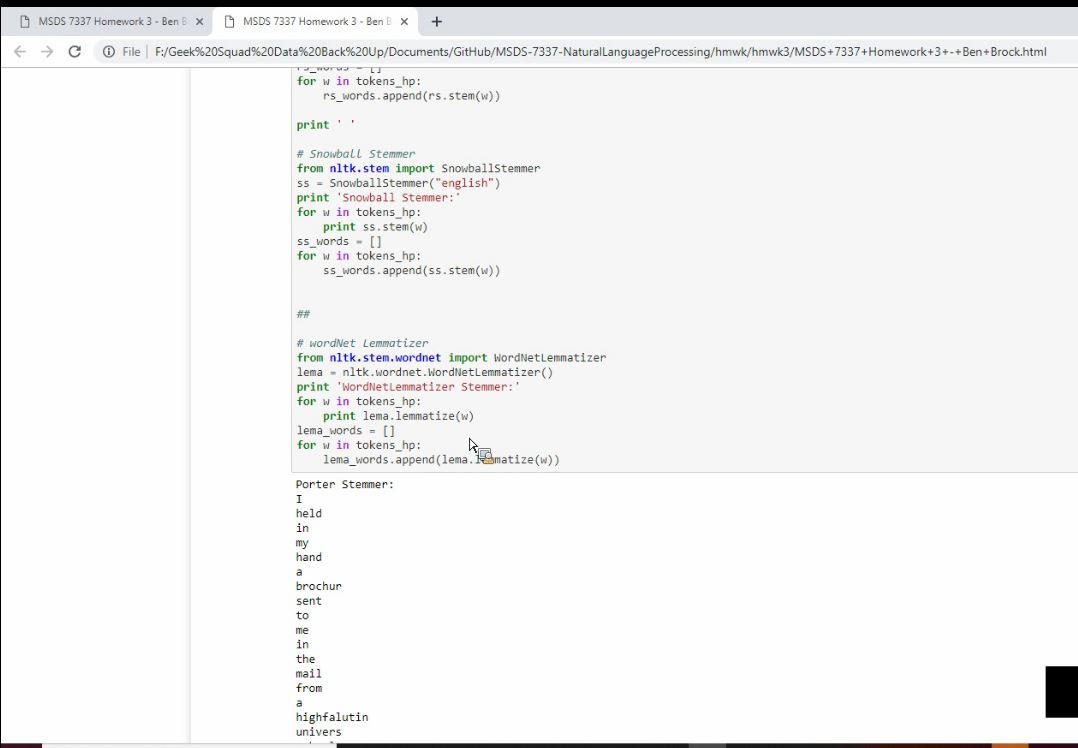 MSDS 7337 Homework 3 - Ben B
MSDS 7337 Homework 3 - Ben B
File | F:/Geek%20Squad%20Data%20Back%20Up/Documents/GitHub/MSDS-7337-NaturalLanguageProcessing/hmwk/hmwk3/MSDS+7337+Homework+3+-+Ben+Brock.html
rs_words = []
for w in tokens_hp:
    rs_words.append(rs.stem(w))
print ' '
# Snowball Stemmer
from nltk.stem import SnowballStemmer
ss = SnowballStemmer("english")
print 'Snowball Stemmer:'
for w in tokens_hp:
    print ss.stem(w)
ss_words = []
for w in tokens_hp:
    ss_words.append(ss.stem(w))
##
# wordNet Lemmatizer
from nltk.stem.wordnet import WordNetLemmatizer
lema = nltk.wordnet.WordNetLemmatizer()
print 'WordNetLemmatizer Stemmer:'
for w in tokens_hp:
    print lema.lemmatize(w)
lema_words = []
for w in tokens_hp:
    lema_words.append(lema.lemmatize(w))
Porter Stemmer:
I
held
in
my
hand
a
brochur
sent
to
me
in
the
mail
from
a
highfalutin
univers